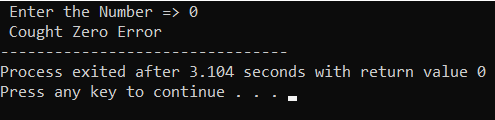 Enter the Number => 0
Cought Zero Error
--------------------------------
Process exited after 3.104 seconds with return value 0
Press any key to continue . . .